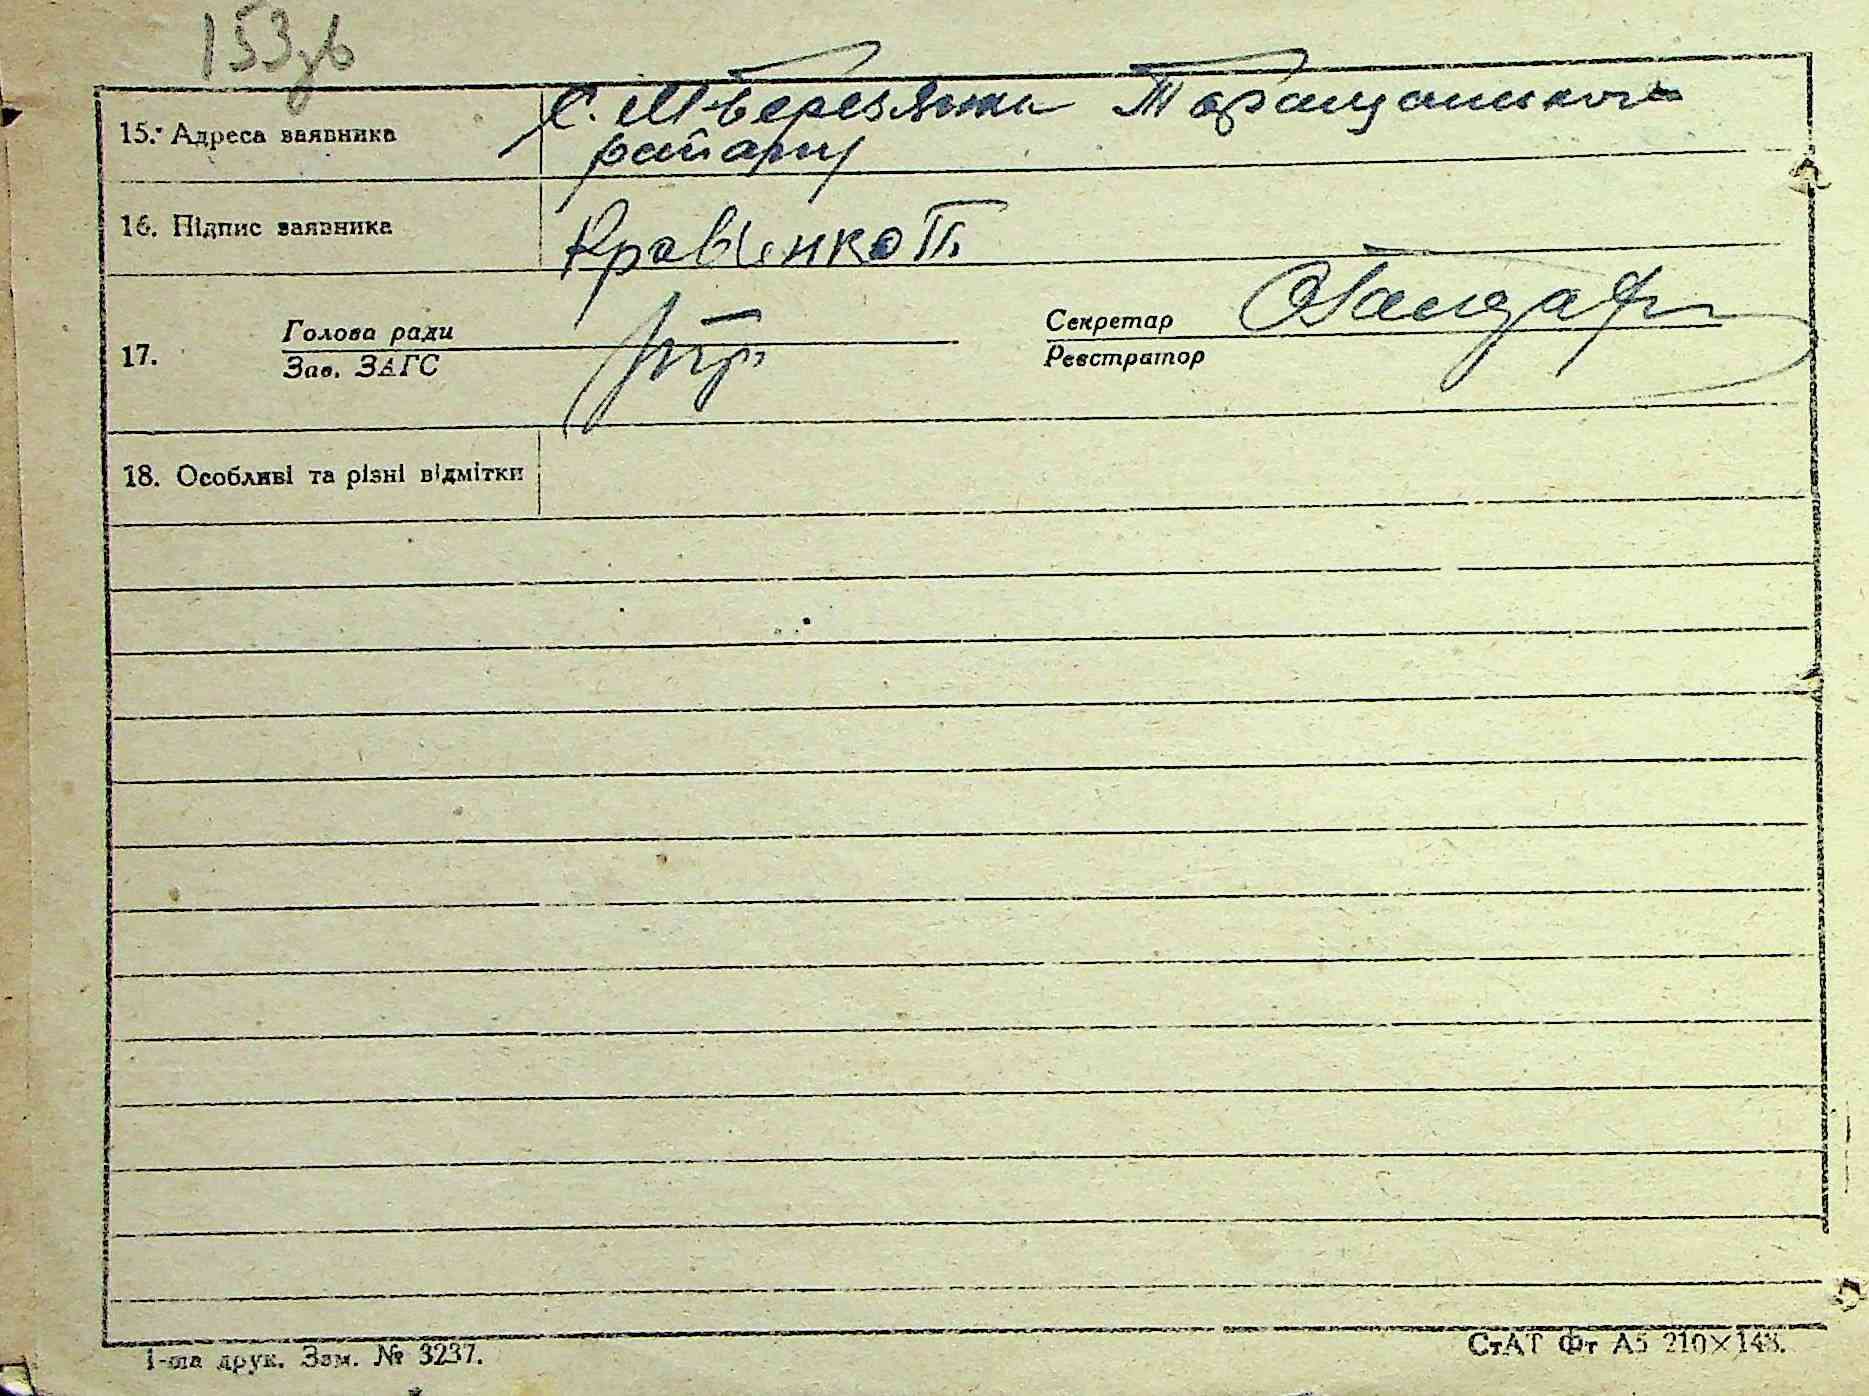 153зв
15. Адреса заявника
с. М-Березянка Таращанського
району
16. Підпис заявника
Кравченко П.
17.
Голова ради
Зав. ЗАГС
Секретар
Реєстратор
18. Особливі та різні відмітки
1-ша друк. Зам. № 3237.
СтАТ Фт А5 210×148.